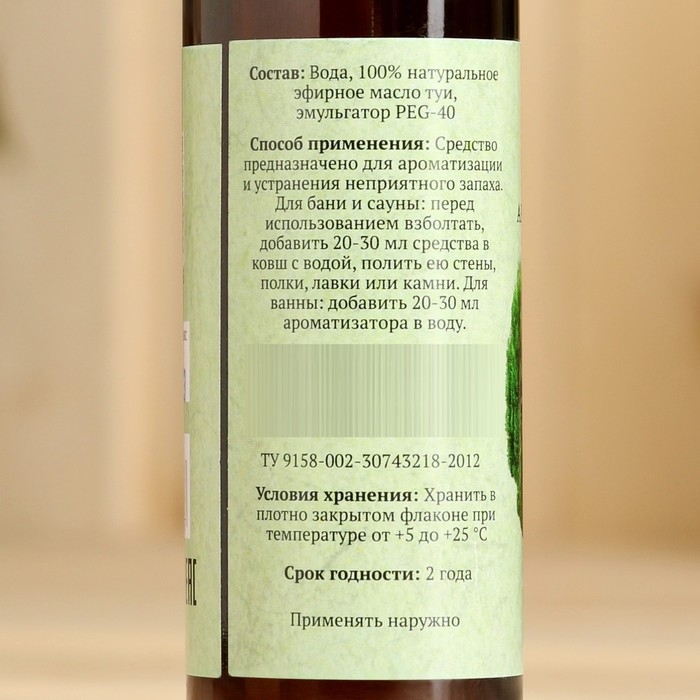 Состав: Вода, 100% натуральное
эфирное масло туи,
эмульгатор PEG-40
Способ применения: Средство
предназначено для ароматизации
и устранения неприятного запаха.
Для бани и сауны: перед
использованием взболтать,
добавить 20-30 мл средства в
ковш с водой, полить ею стены,
полки, лавки или камни. Для
ванны: добавить 20-30 мл
ароматизатора в воду.
ТУ 9158-002-30743218-2012
Условия хранения: Хранить в
плотно закрытом флаконе при
температуре от +5 до +25 °C
Срок годности: 2 года
Применять наружно